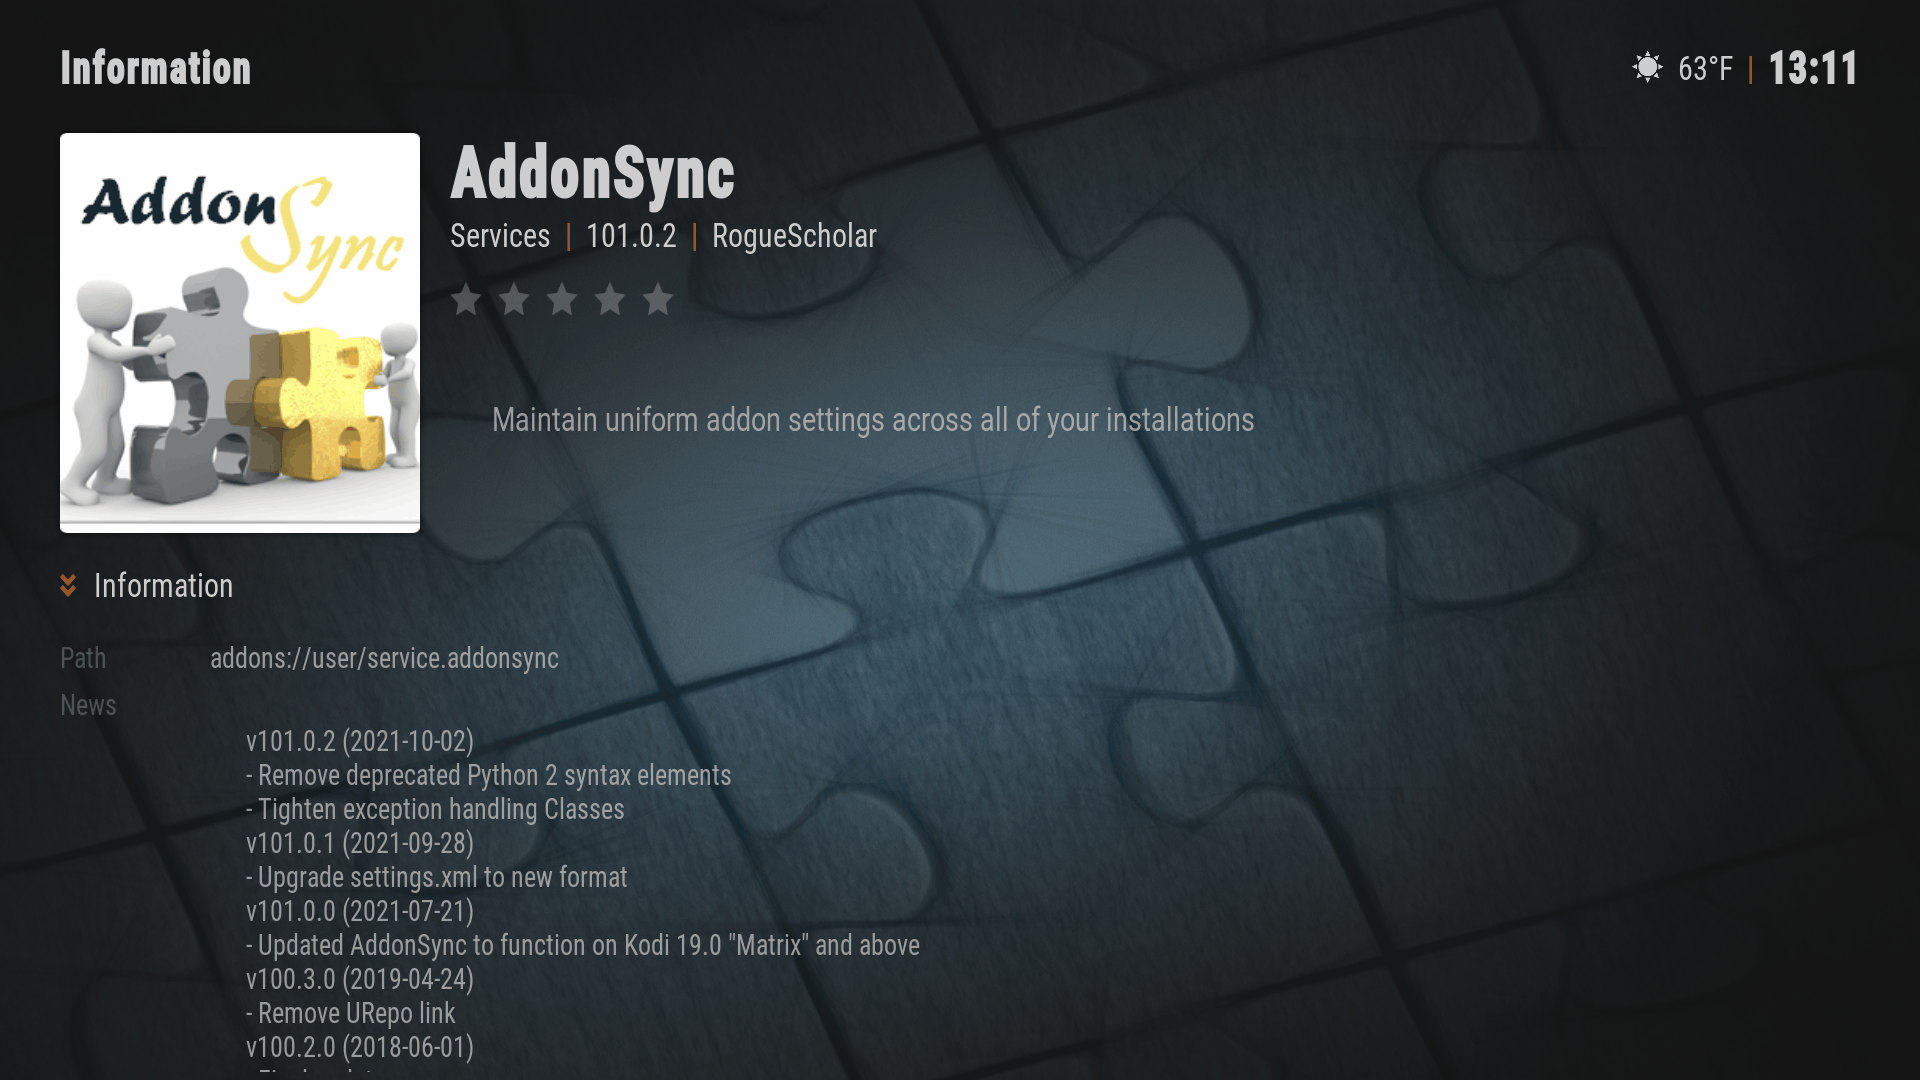 Information
63°F | 13:11
Addon
Sync
AddonSync
Services | 101.0.2 | RogueScholar
Maintain uniform addon settings across all of your installations
Information
Path addons://user/service.addonsync
News
v101.0.2 (2021-10-02)
- Remove deprecated Python 2 syntax elements
- Tighten exception handling Classes
v101.0.1 (2021-09-28)
- Upgrade settings.xml to new format
v101.0.0 (2021-07-21)
- Updated AddonSync to function on Kodi 19.0 "Matrix" and above
v100.3.0 (2019-04-24)
- Remove URepo link
v100.2.0 (2018-06-01)